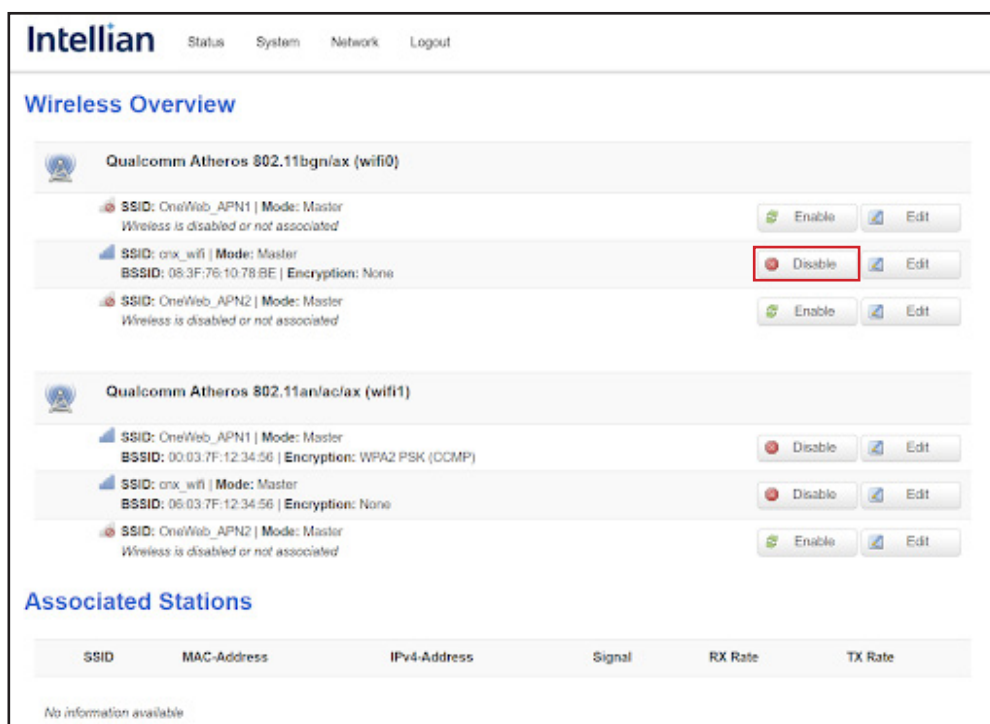 Intellian Status System Network Logout
Wireless Overview
Qualcomm Atheros 802.11bgn/ax (wifi0)
SSID: OneWeb_APN1 | Mode: Master
Wireless is disabled or not associated
Enable Edit
SSID: cnx_wifi | Mode: Master
BSSID: 08:3F:76:10:78:BE | Encryption: None
Disable Edit
SSID: OneWeb_APN2 | Mode: Master
Wireless is disabled or not associated
Enable Edit
Qualcomm Atheros 802.11an/ac/ax (wifi1)
SSID: OneWeb_APN1 | Mode: Master
BSSID: 00:03:7F:12:34:56 | Encryption: WPA2 PSK (CCMP)
Disable Edit
SSID: cnx_wifi | Mode: Master
BSSID: 06:03:7F:12:34:56 | Encryption: None
Disable Edit
SSID: OneWeb_APN2 | Mode: Master
Wireless is disabled or not associated
Enable Edit
Associated Stations
SSID MAC-Address IPv4-Address Signal RX Rate TX Rate
No information available